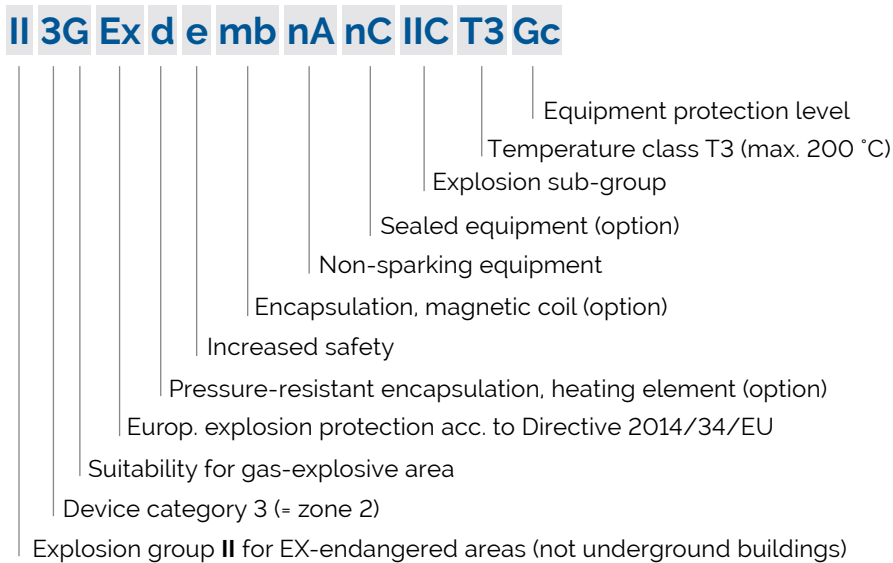 II 3G Ex d e mb nA nC IIC T3 Gc
Equipment protection level
Temperature class T3 (max. 200 °C)
Explosion sub-group
Sealed equipment (option)
Non-sparking equipment
Encapsulation, magnetic coil (option)
Increased safety
Pressure-resistant encapsulation, heating element (option)
Europ. explosion protection acc. to Directive 2014/34/EU
Suitability for gas-explosive area
Device category 3 (= zone 2)
Explosion group II for EX-endangered areas (not underground buildings)